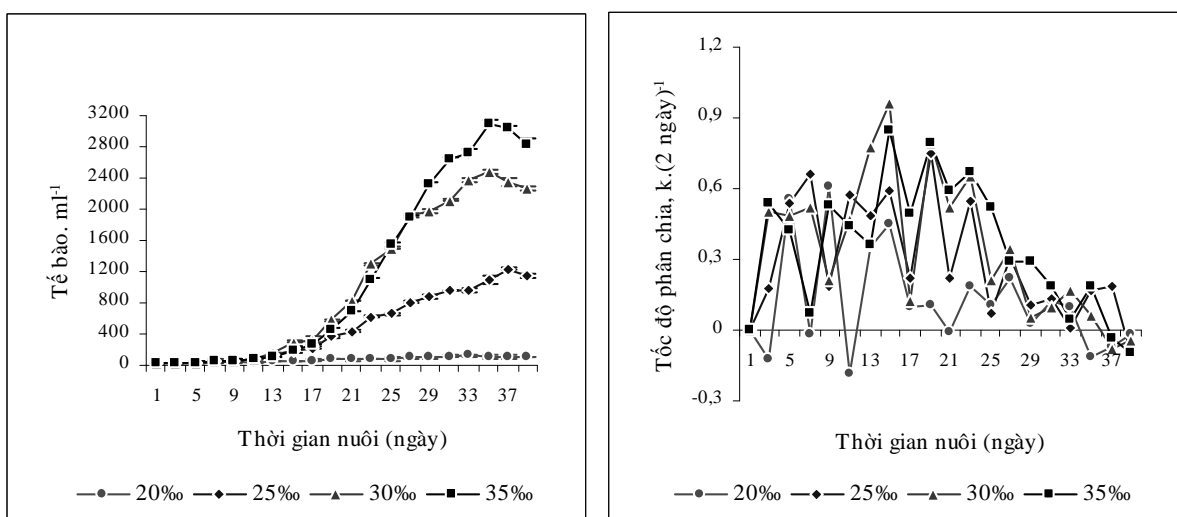 Tế bào. ml⁻¹
3200
2800
2400
2000
1600
1200
800
400
0
1 5 9 13 17 21 25 29 33 37
Thời gian nuôi (ngày)
20‰ 25‰ 30‰ 35‰
Tốc độ phân chia, k.(2 ngày)⁻¹
1,2
0,9
0,6
0,3
0
-0,3
1 5 9 13 17 21 25 29 33 37
Thời gian nuôi (ngày)
20‰ 25‰ 30‰ 35‰